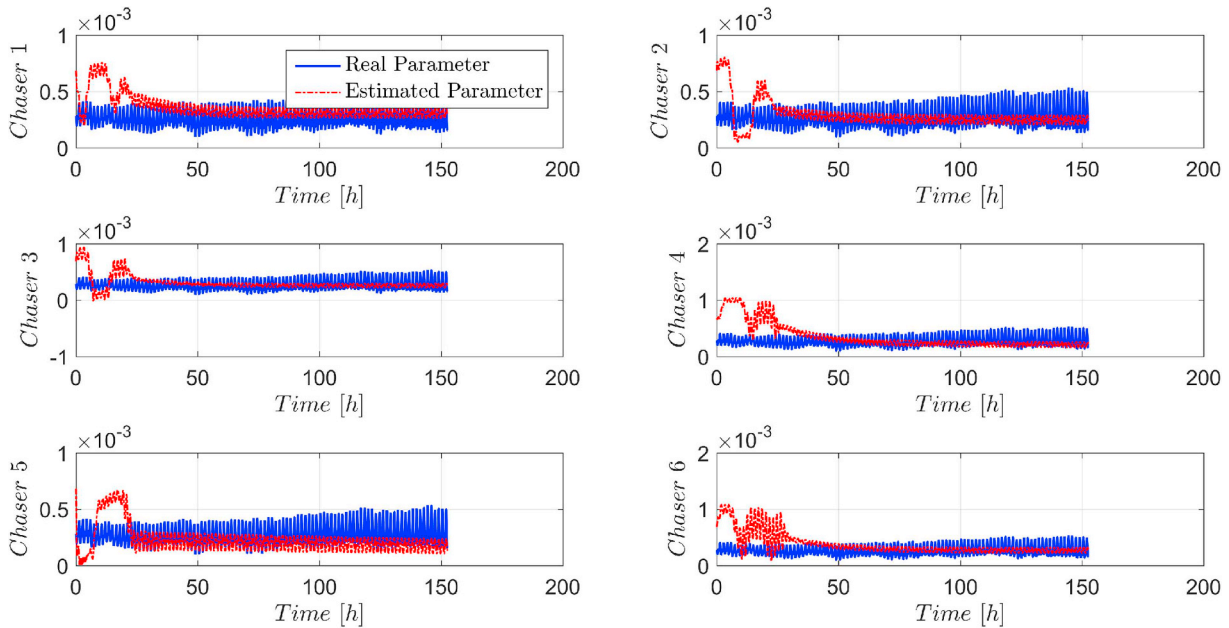 ×10⁻³
1
0.5
0
Chaser 1
Real Parameter
Estimated Parameter
0 50 100 150 200
Time [h]
×10⁻³
1
0.5
0
Chaser 2
0 50 100 150 200
Time [h]
×10⁻³
1
0
-1
Chaser 3
0 50 100 150 200
Time [h]
×10⁻³
2
1
0
Chaser 4
0 50 100 150 200
Time [h]
×10⁻³
1
0.5
0
Chaser 5
0 50 100 150 200
Time [h]
×10⁻³
2
1
0
Chaser 6
0 50 100 150 200
Time [h]